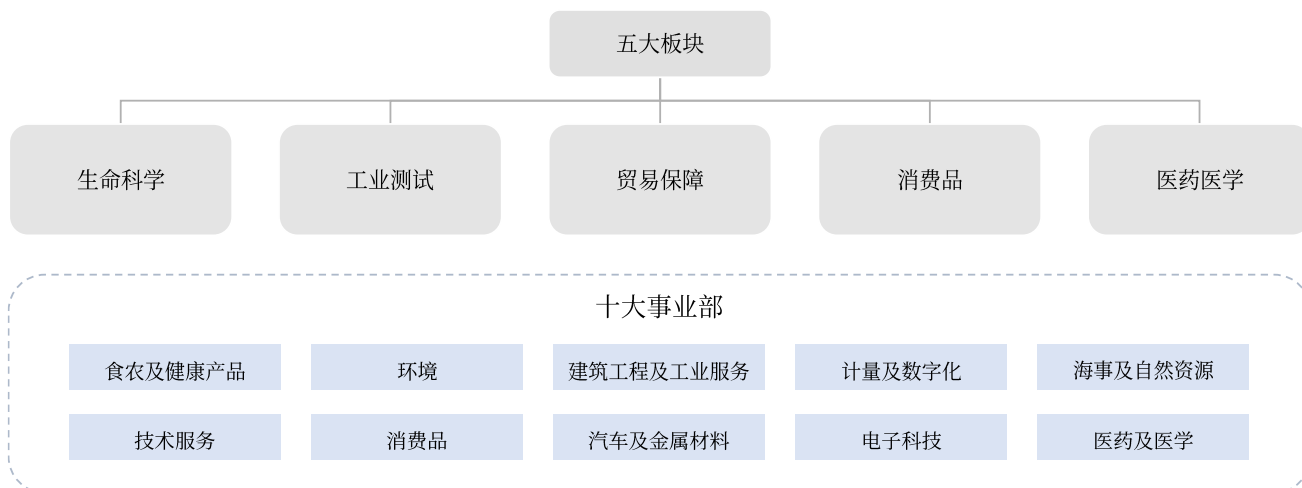 五大板块
生命科学
工业测试
贸易保障
消费品
医药医学
十大事业部
食农及健康产品
环境
建筑工程及工业服务
计量及数字化
海事及自然资源
技术服务
消费品
汽车及金属材料
电子科技
医药及医学